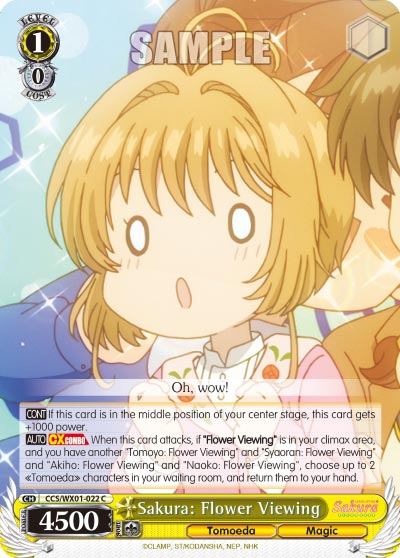 LEVEL
1
0
COST
SAMPLE
Oh, wow!
CONT If this card is in the middle position of your center stage, this card gets
+1000 power.
AUTO CX COMBO When this card attacks, if "Flower Viewing" is in your climax area,
and you have another "Tomoyo: Flower Viewing" and "Syaoran: Flower Viewing"
and "Akiho: Flower Viewing" and "Naoko: Flower Viewing", choose up to 2
«Tomoeda» characters in your waiting room, and return them to your hand.
CH CCS/WX01-022 C
POWER 4500
Sakura: Flower Viewing
Sakura
Tomoeda Magic
©CLAMP, ST/KODANSHA, NEP, NHK